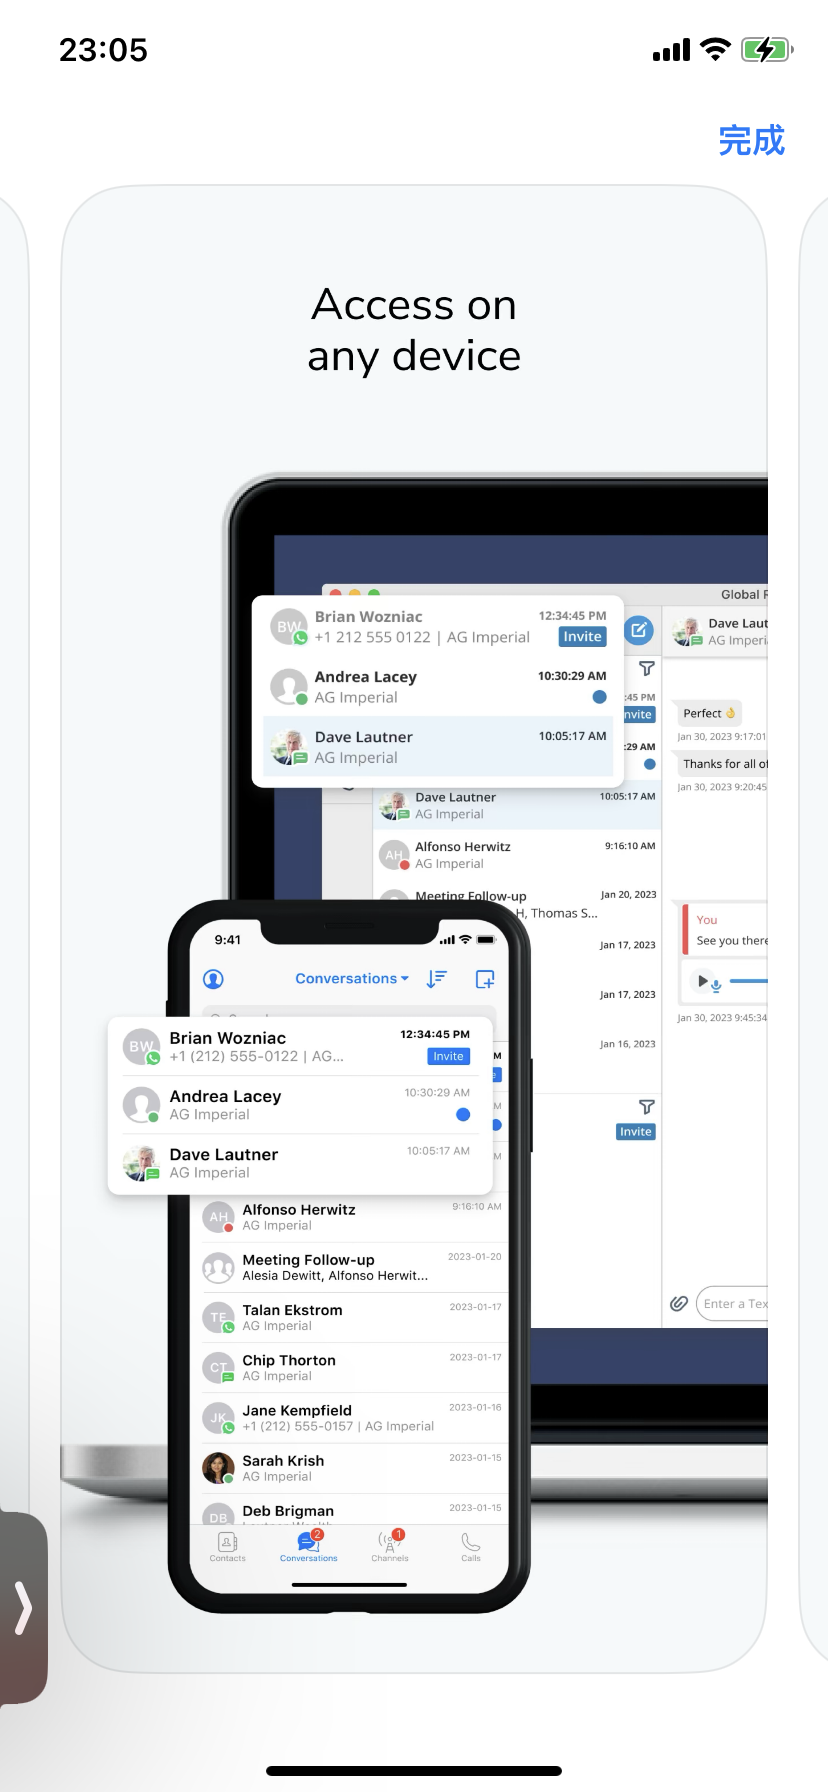 23:05
完成
Access on
any device
Global
Brian Wozniac
12:34:45 PM
+1 212 555 0122 | AG Imperial
Invite
Andrea Lacey
10:30:29 AM
AG Imperial
Dave Lautner
10:05:17 AM
AG Imperial
:45 PM
:29 AM
Dave Lautner
10:05:17 AM
AG Imperial
AH
Alfonso Herwitz
9:16:10 AM
AG Imperial
Meeting Follow-up
Jan 20, 2023
H, Thomas S...
Jan 17, 2023
Jan 17, 2023
Jan 16, 2023
Invite
Dave
AG
Perfect 👌
Jan 30, 2023 9:17:01
Thanks for all of
Jan 30, 2023 9:20:45
You
See you there
Jan 30, 2023 9:45:34
Enter a
9:41
Conversations
BW
Brian Wozniac
12:34:45 PM
+1 (212) 555-0122 | AG...
Invite
Andrea Lacey
10:30:29 AM
AG Imperial
Dave Lautner
10:05:17 AM
AG Imperial
AH
Alfonso Herwitz
9:16:10 AM
AG Imperial
Meeting Follow-up
2023-01-20
Alesia Dewitt, Alfonso Herwit...
TE
Talan Ekstrom
2023-01-17
AG Imperial
CT
Chip Thorton
2023-01-17
AG Imperial
JK
Jane Kempfield
2023-01-16
+1 (212) 555-0157 | AG Imperial
Sarah Krish
2023-01-15
AG Imperial
DB
Deb Brigman
2023-01-15
2
1
Contacts
Conversations
Channels
Calls